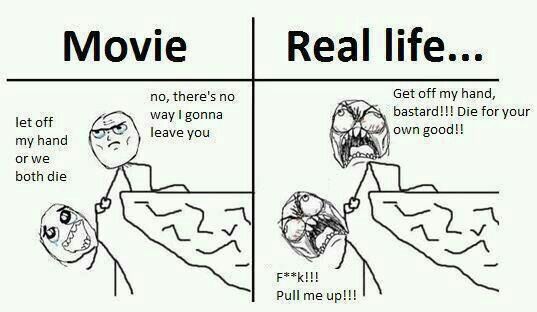 Movie
Real life...
let off
my hand
or we
both die
no, there's no
way I gonna
leave you
Get off my hand,
bastard!!! Die for your
own good!!
F**k!!!
Pull me up!!!